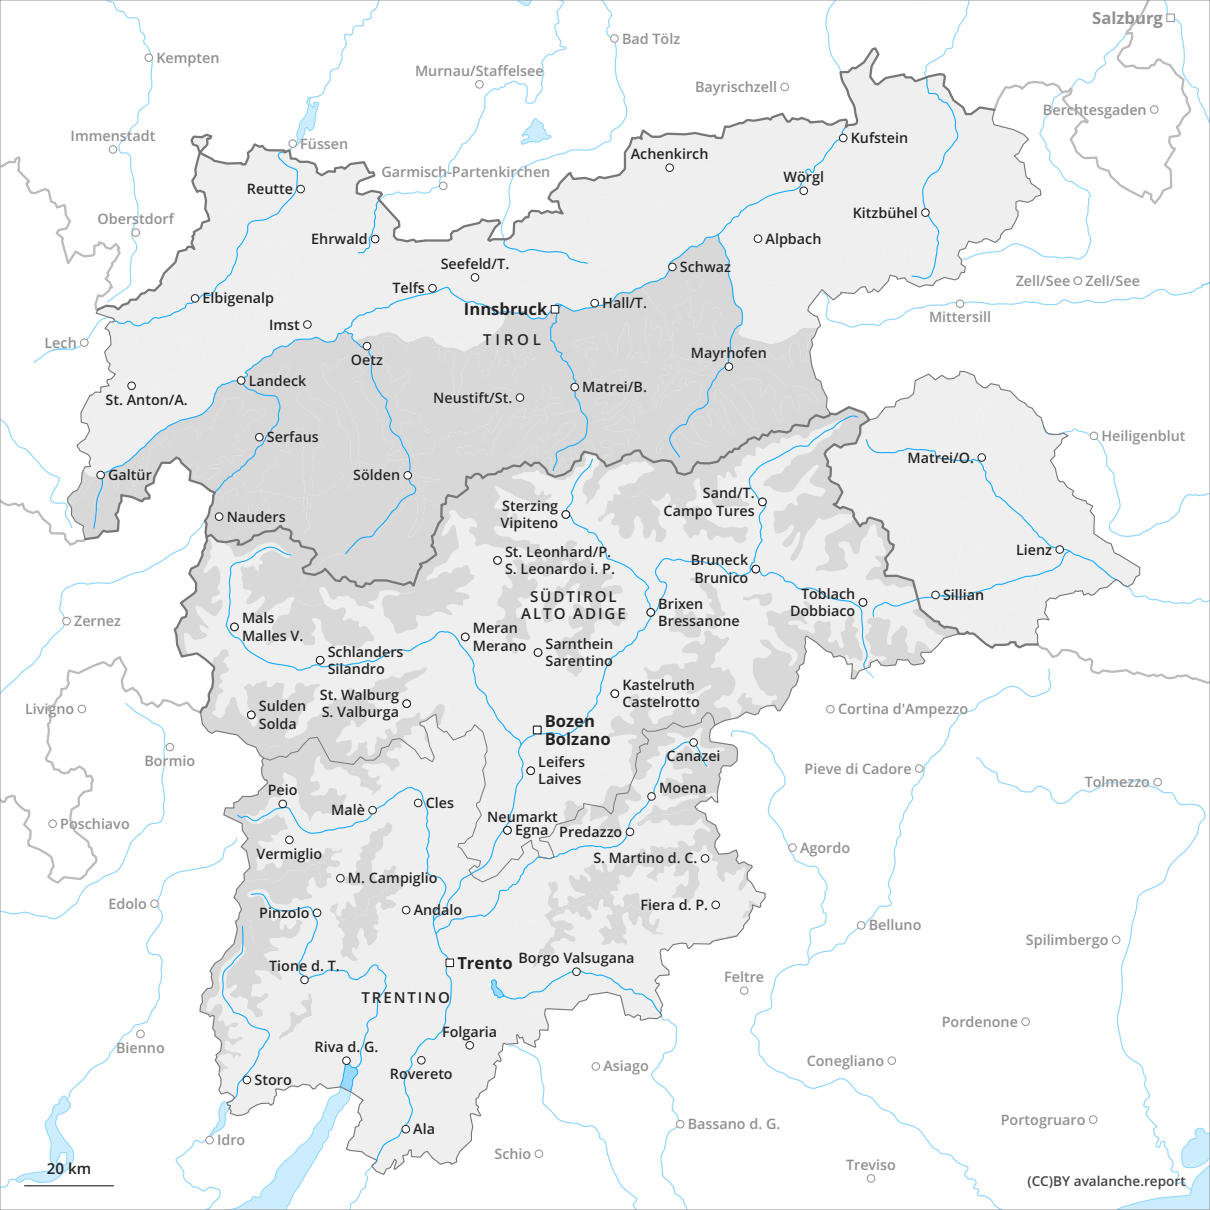 Salzburg
Bad Tölz
Kempten
Murnau/Staffelsee
Bayrischzell
Berchtesgaden
Immenstadt
Füssen
Kufstein
Achenkirch
Garmisch-Partenkirchen
Wörgl
Reutte
Oberstdorf
Kitzbühel
Ehrwald
Alpbach
Seefeld/T.
Schwaz
Zell/See
Zell/See
Telfs
Elbigenalp
Hall/T.
Innsbruck
Mittersill
Imst
TIROL
Lech
Mayrhofen
Oetz
Landeck
Matrei/B.
St. Anton/A.
Neustift/St.
Serfaus
Heiligenblut
Matrei/O.
Galtür
Sölden
Sand/T.
Campo Tures
Sterzing
Vipiteno
Nauders
St. Leonhard/P.
S. Leonardo i. P.
Lienz
Bruneck
Brunico
SÜDTIROL
ALTO ADIGE
Toblach
Dobbiaco
Sillian
Brixen
Bressanone
Zernez
Mals
Malles V.
Meran
Merano
Schlanders
Silandro
Sarnthein
Sarentino
Kastelruth
Castelrotto
St. Walburg
S. Valburga
Livigno
Sulden
Solda
Cortina d'Ampezzo
Bozen
Bolzano
Bormio
Canazei
Leifers
Laives
Pieve di Cadore
Tolmezzo
Peio
Moena
Malè
Cles
Neumarkt
Egna
Poschiavo
Predazzo
Vermiglio
Agordo
S. Martino d. C.
M. Campiglio
Edolo
Pinzolo
Andalo
Fiera d. P.
Belluno
Spilimbergo
Borgo Valsugana
Trento
Tione d. T.
Feltre
TRENTINO
Pordenone
Folgaria
Bienno
Riva d. G.
Conegliano
Asiago
Rovereto
Storo
Portogruaro
Bassano d. G.
Ala
Idro
Schio
Treviso
20 km
(CC)BY avalanche.report